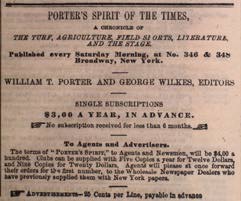 PORTER'S SPIRIT OF THE TIMES,
A CHRONICLE OF
THE TURF, AGRICULTURE, FIELD SPORTS, LITERATURE,
AND THE STAGE.
Published every Saturday Morning, at No. 346 & 348
Broadway, New York.
WILLIAM T. PORTER AND GEORGE WILKES, EDITORS
SINGLE SUBSCRIPTIONS
$3,00 A YEAR, IN ADVANCE.
No subscription received for less than 6 months.
To Agents and Advertisers.
The terms of "PORTER'S SPIRIT," to Agents and Newsmen, will be $4,00 a
hundred. Clubs can be supplied with Five Copies a year for Twelve Dollars,
and Nine Copies for Twenty Dollars. Agents will please at once forward
their orders for the first number, to the Wholesale Newspaper Dealers who
have previously supplied them with New York papers.
ADVERTISEMENTS—25 Cents per Line, payable in advance